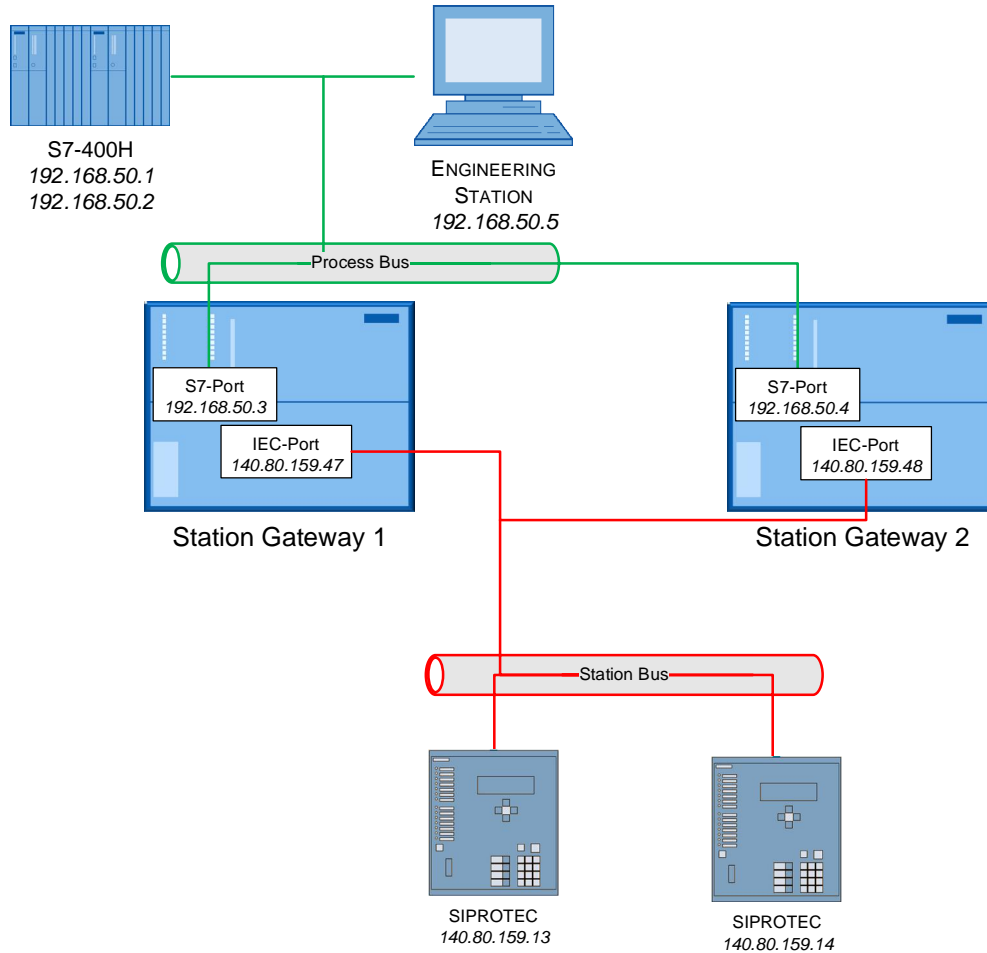 S7-400H
192.168.50.1
192.168.50.2
ENGINEERING
STATION
192.168.50.5
Process Bus
S7-Port
192.168.50.3
IEC-Port
140.80.159.47
Station Gateway 1
S7-Port
192.168.50.4
IEC-Port
140.80.159.48
Station Gateway 2
Station Bus
SIPROTEC
140.80.159.13
SIPROTEC
140.80.159.14